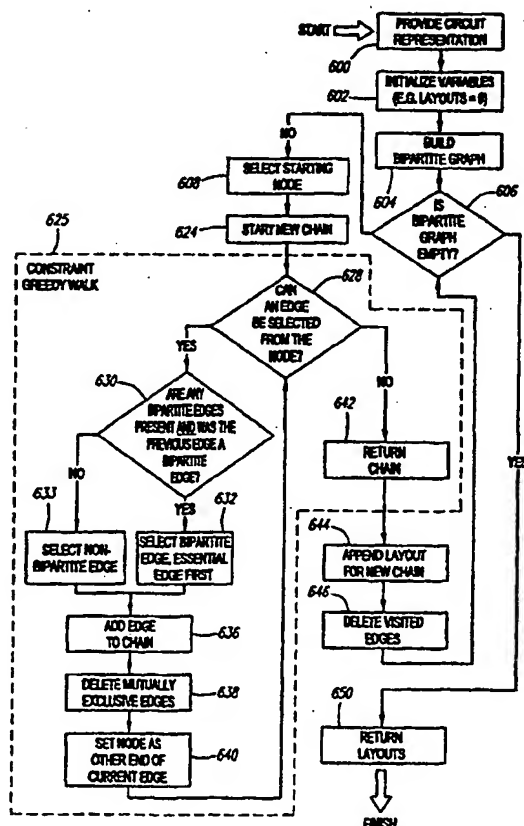 START
PROVIDE CIRCUIT
REPRESENTATION
600
602
INITIALIZE VARIABLES
(E.G. LAYOUTS = 0)
NO
BUILD
BIPARTITE GRAPH
604
606
SELECT STARTING
NODE
608
IS
BIPARTITE
GRAPH
EMPTY?
625
624
START NEW CHAIN
CONSTRAINT
GREEDY WALK
628
CAN
AN EDGE
BE SELECTED
FROM THE
NODE?
YES
NO
630
ARE ANY
BIPARTITE EDGES
PRESENT AND WAS THE
PREVIOUS EDGE A
BIPARTITE
EDGE?
642
RETURN
CHAIN
YES
NO
YES
633
632
SELECT NON-
BIPARTITE EDGE
SELECT BIPARTITE
EDGE, ESSENTIAL
EDGE FIRST
644
APPEND LAYOUT
FOR NEW CHAIN
646
DELETE VISITED
EDGES
ADD EDGE
TO CHAIN
636
DELETE MUTUALLY
EXCLUSIVE EDGES
638
650
RETURN
LAYOUTS
SET NODE AS
OTHER END OF
CURRENT EDGE
640
FINISH